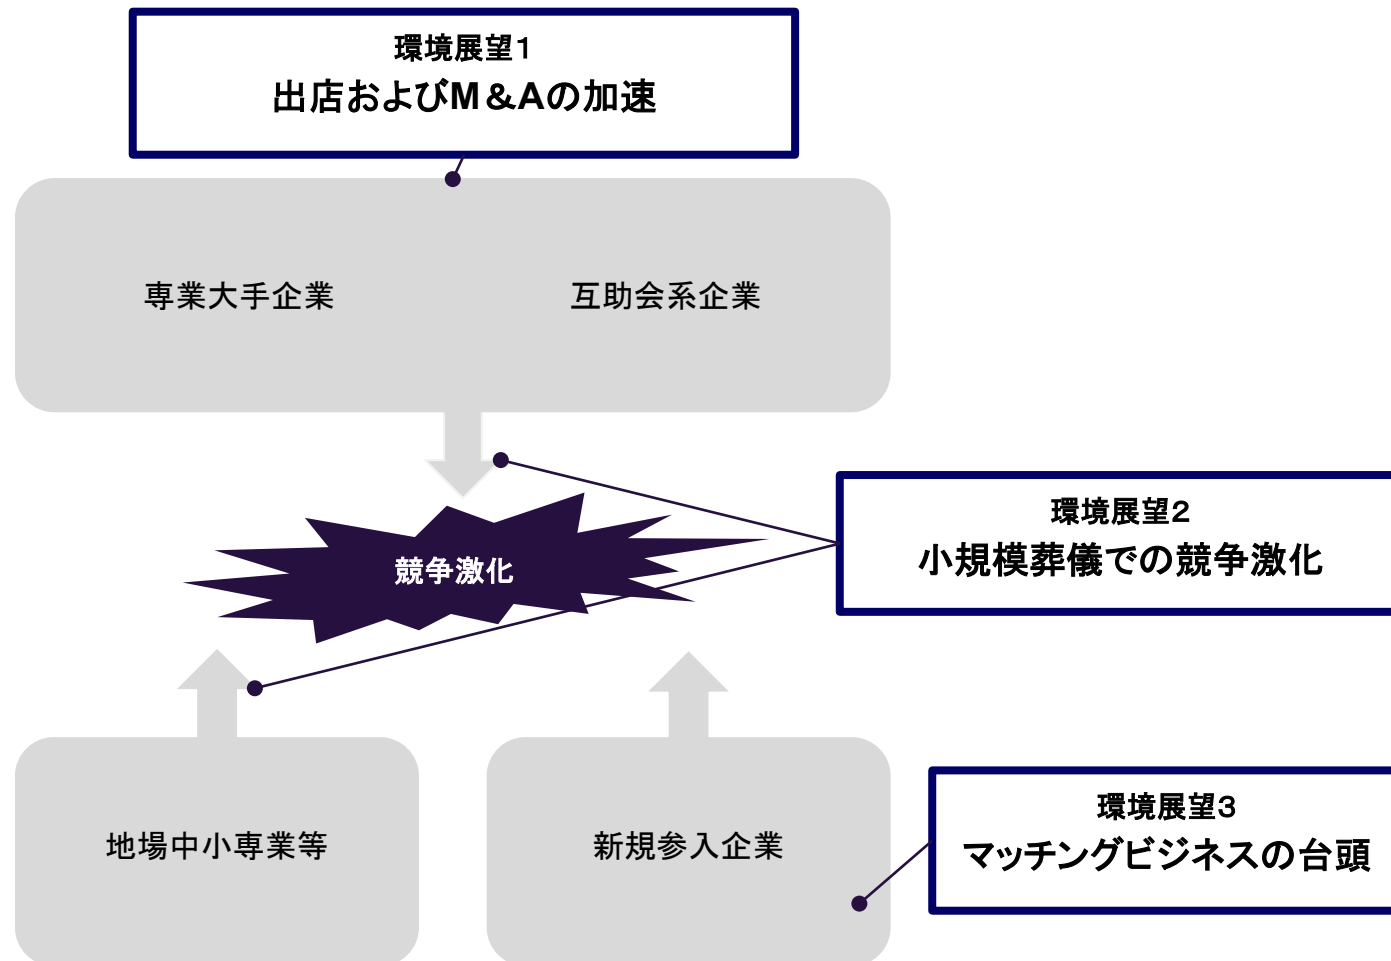 環境展望1
出店およびM&Aの加速
専業大手企業
互助会系企業
環境展望2
小規模葬儀での競争激化
競争激化
地場中小専業等
新規参入企業
環境展望3
マッチングビジネスの台頭